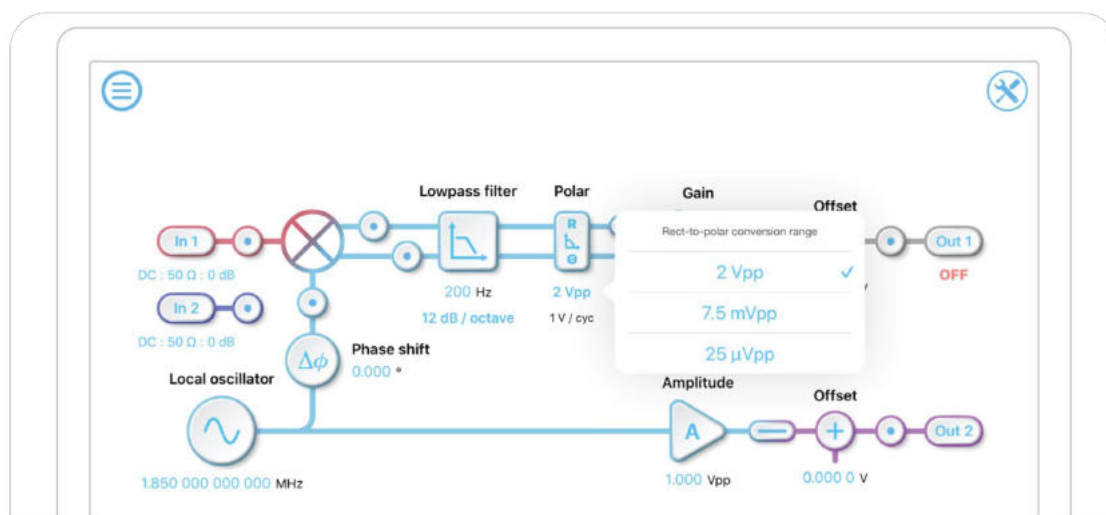 Lowpass filter
Polar
Gain
Offset
In 1
DC : 50 Ω : 0 dB
In 2
DC : 50 Ω : 0 dB
200 Hz
12 dB / octave
R
Θ
2 Vpp
1 V / cyc
Rect-to-polar conversion range
2 Vpp
7.5 mVpp
25 µVpp
Out 1
OFF
Δϕ
Phase shift
0.000 °
Local oscillator
1.850 000 000 000 MHz
Amplitude
A
1.000 Vpp
Offset
0.000 0 V
Out 2